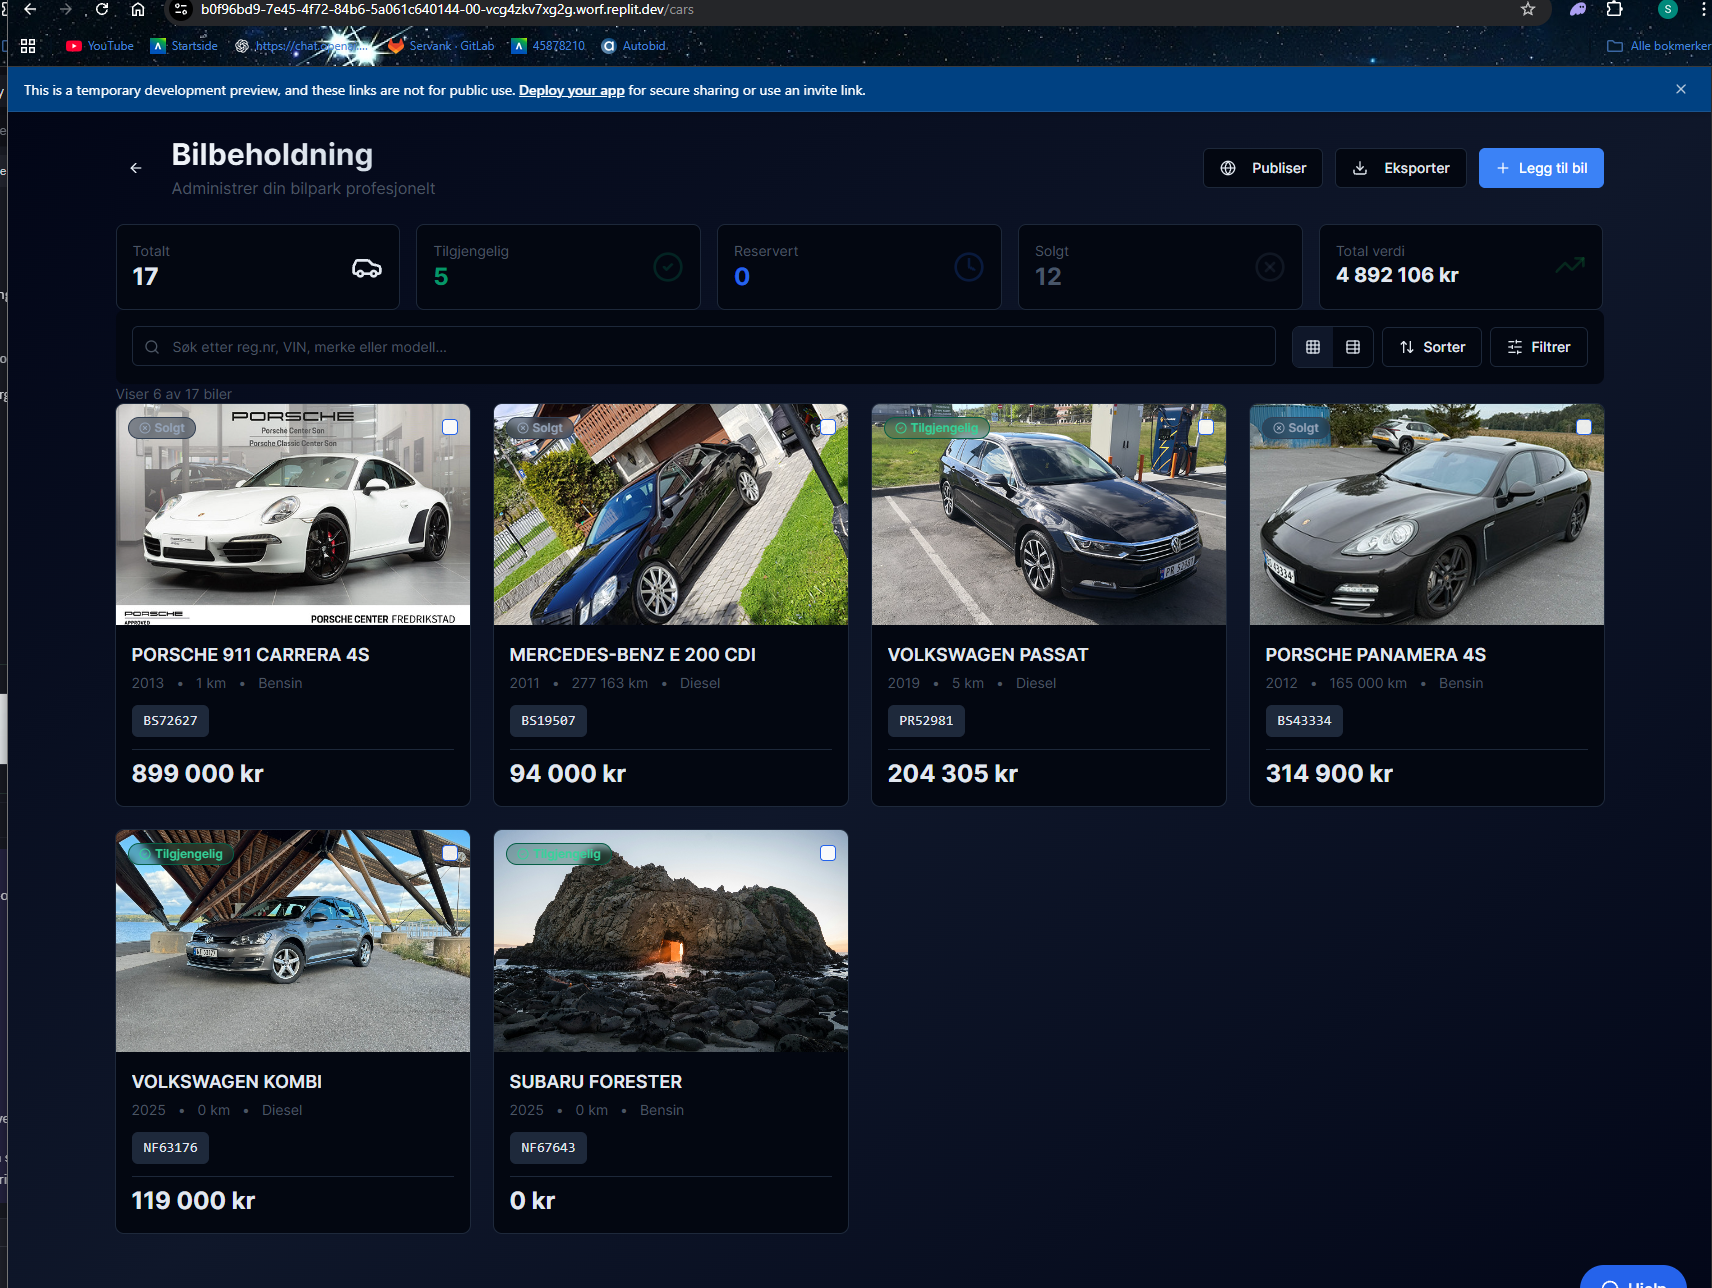 b0f96bd9-7e45-4f72-84b6-5a061c640144-00-vcg4zkv7xg2g.worf.replit.dev/cars
YouTube
Startside
https://chat.openai....
Servank · GitLab
45878210
Autobid
Alle bokmerker
This is a temporary development preview, and these links are not for public use. Deploy your app for secure sharing or use an invite link.
Bilbeholdning
Administrer din bilpark profesjonelt
Publiser
Eksporter
Legg til bil
Totalt
17
Tilgjengelig
5
Reservert
0
Solgt
12
Total verdi
4 892 106 kr
Søk etter reg.nr, VIN, merke eller modell...
Sorter
Filtrer
Viser 6 av 17 biler
Solgt
PORSCHE
Porsche Center Son
Porsche Classic Center Son
PORSCHE
APPROVED
PORSCHE CENTER FREDRIKSTAD
PORSCHE 911 CARRERA 4S
2013 • 1 km • Bensin
BS72627
899 000 kr
Solgt
MERCEDES-BENZ E 200 CDI
2011 • 277 163 km • Diesel
BS19507
94 000 kr
Tilgjengelig
VOLKSWAGEN PASSAT
2019 • 5 km • Diesel
PR52981
204 305 kr
Solgt
PORSCHE PANAMERA 4S
2012 • 165 000 km • Bensin
BS43334
314 900 kr
Tilgjengelig
VOLKSWAGEN KOMBI
2025 • 0 km • Diesel
NF63176
119 000 kr
Tilgjengelig
SUBARU FORESTER
2025 • 0 km • Bensin
NF67643
0 kr
Hjelp